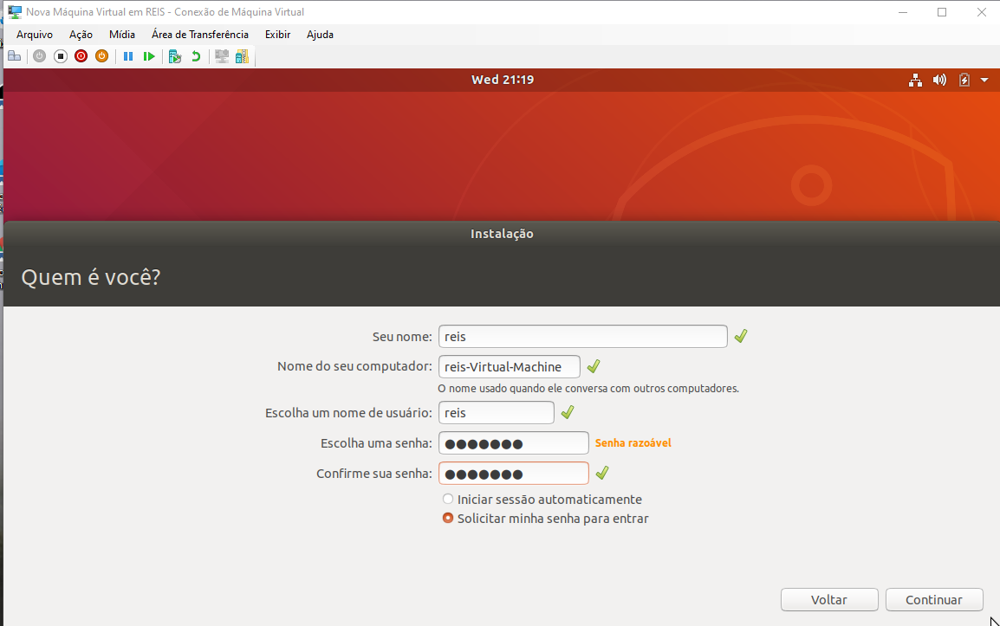 Nova Máquina Virtual em REIS - Conexão de Máquina Virtual
Arquivo Ação Mídia Área de Transferência Exibir Ajuda
Wed 21:19
Instalação
Quem é você?
Seu nome: reis
Nome do seu computador: reis-Virtual-Machine
O nome usado quando ele conversa com outros computadores.
Escolha um nome de usuário: reis
Escolha uma senha: ●●●●●●● Senha razoável
Confirme sua senha: ●●●●●●●
Iniciar sessão automaticamente
Solicitar minha senha para entrar
Voltar Continuar